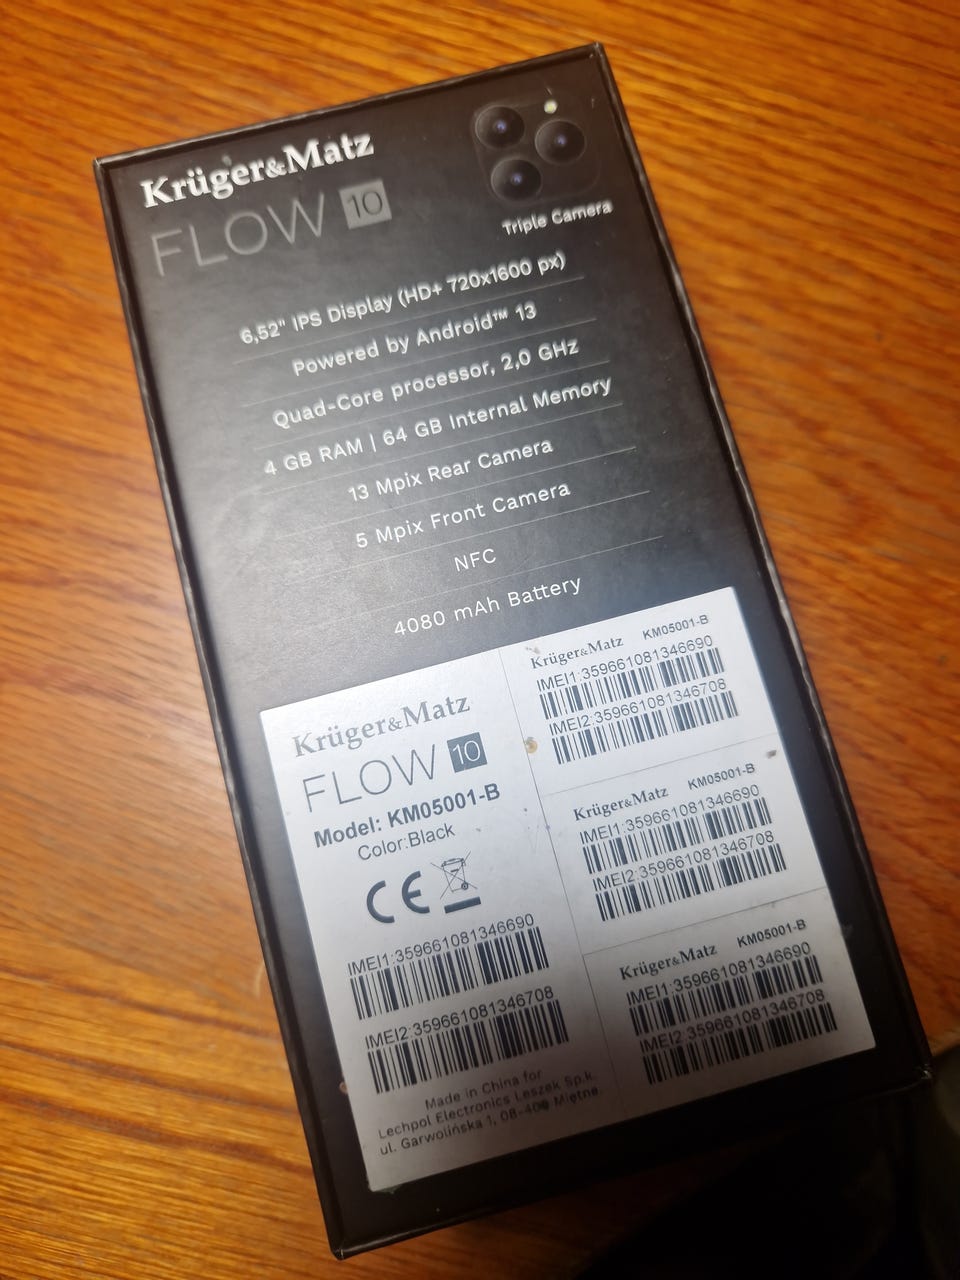 Krüger&Matz
FLOW 10
Triple Camera
6,52" IPS Display (HD+ 720x1600 px)
Powered by Android™ 13
Quad-Core processor, 2,0 GHz
4 GB RAM | 64 GB Internal Memory
13 Mpix Rear Camera
5 Mpix Front Camera
NFC
4080 mAh Battery
Krüger&Matz
FLOW 10
Model: KM05001-B
Color:Black
CE
IMEI1:359661081346690
IMEI2:359661081346708
Made in China for
Lechpol Electronics Leszek Sp.k.
ul. Garwolińska 1, 08-400 Miętne.
Krüger&Matz KM05001-B
IMEI1:359661081346690
IMEI2:359661081346708
Krüger&Matz KM05001-B
IMEI1:359661081346690
IMEI2:359661081346708
Krüger&Matz KM05001-B
IMEI1:359661081346690
IMEI2:359661081346708